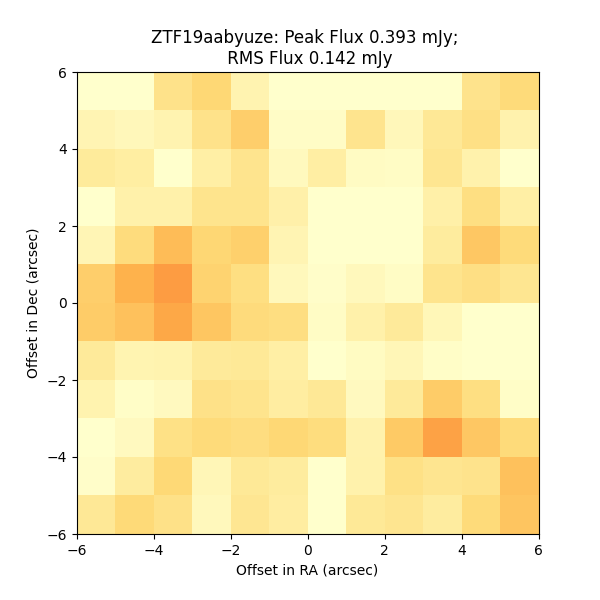 ZTF19aabyuze: Peak Flux 0.393 mJy;
RMS Flux 0.142 mJy
6
4
2
0
−2
−4
−6
Offset in Dec (arcsec)
−6 −4 −2 0 2 4 6
Offset in RA (arcsec)